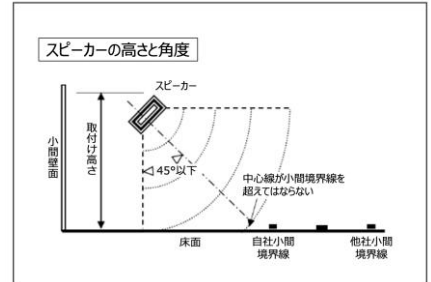 スピーカーの高さと角度
スピーカー
小間壁面
取付け高さ
45°以下
中心線が小間境界線を
超えてはならない
床面
自社小間
境界線
他社小間
境界線